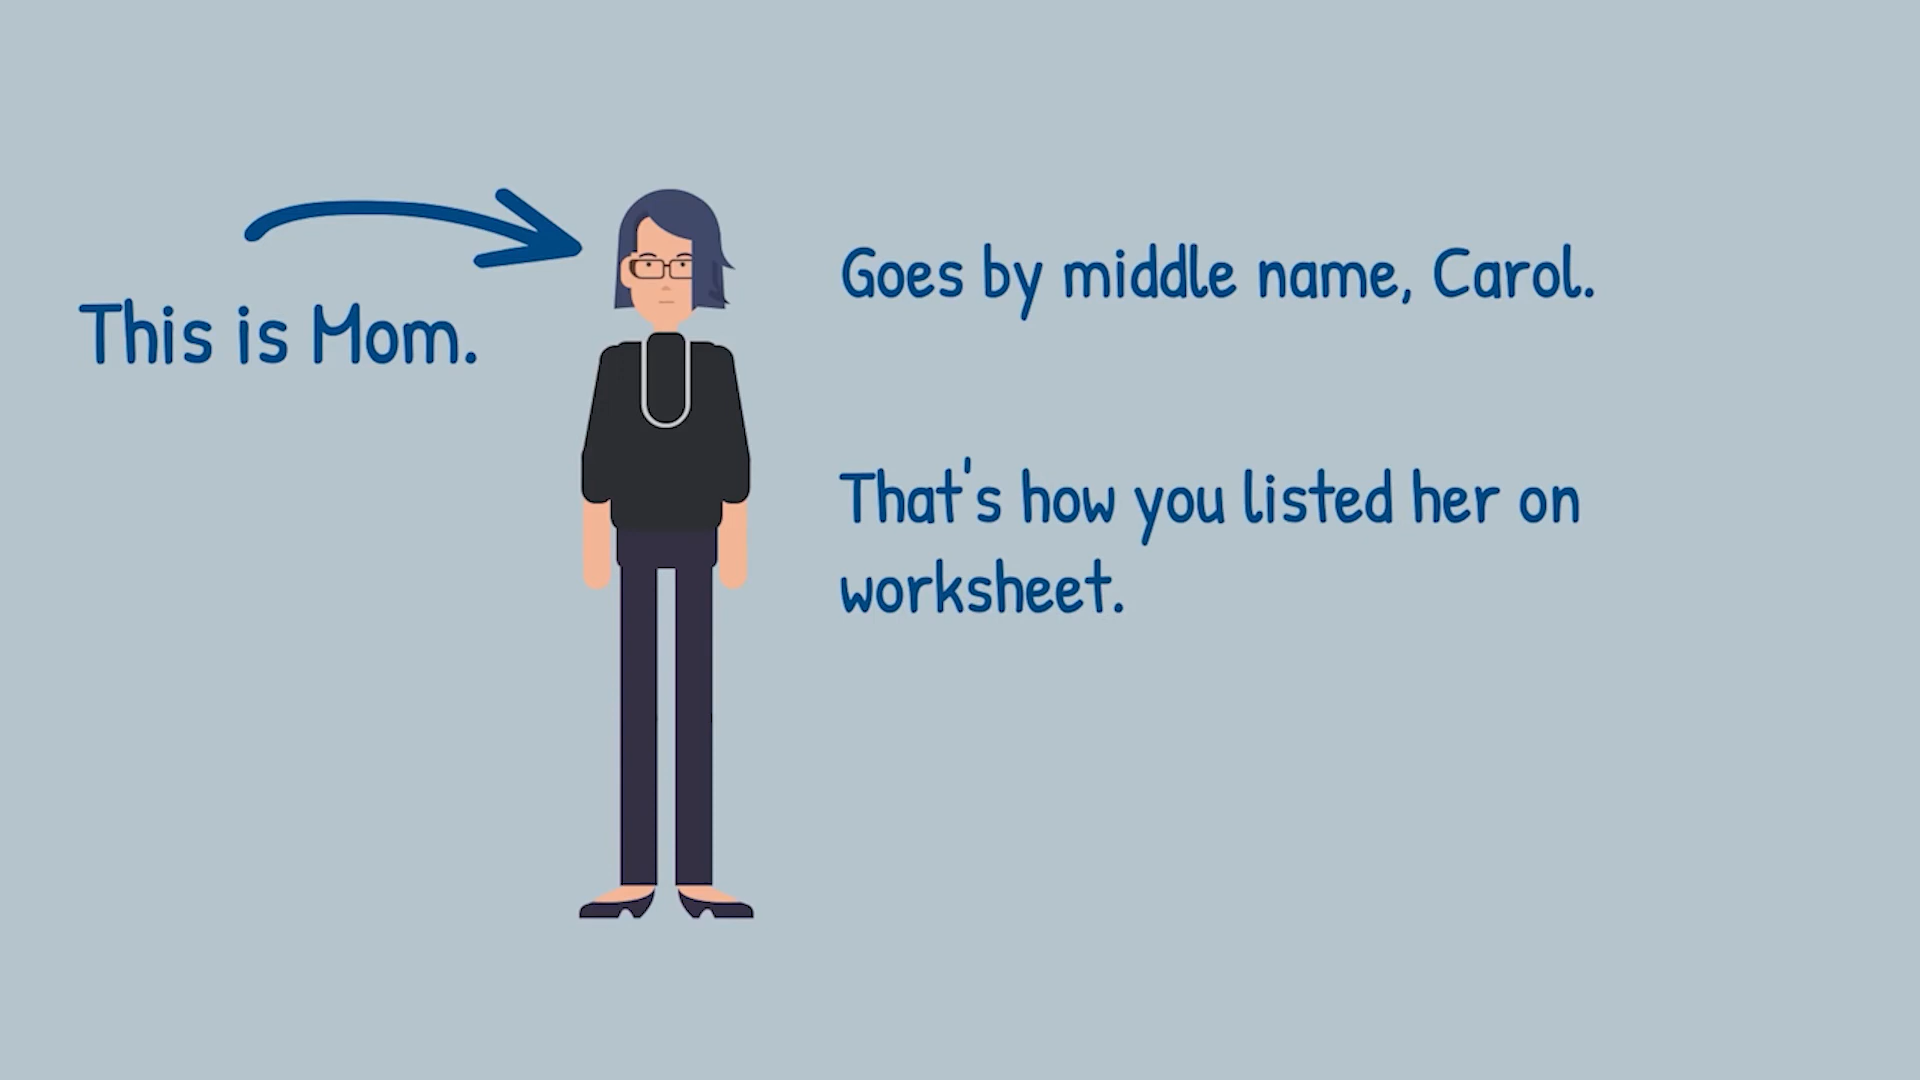 This is Mom.
Goes by middle name, Carol.
That's how you listed her on
worksheet.